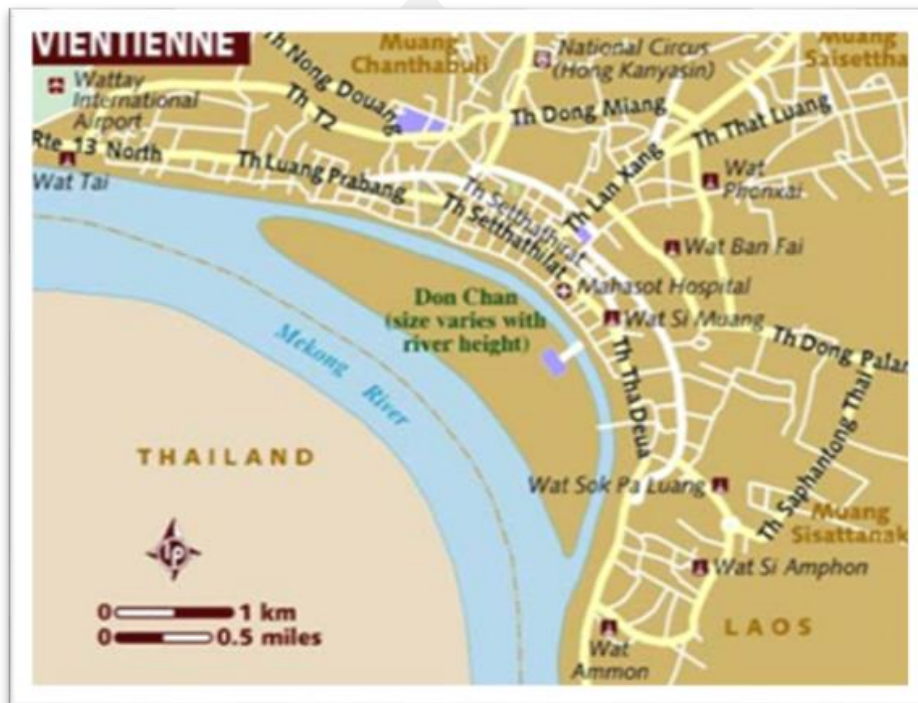 VIENTIENNE
Th Nong Douang
Muang
Chanthabuli
National Circus
(Hong Kanyasin)
Muang
Saisettha
Wattay
International
Airport
Th T2
Th Dong Miang
Th That Luang
Rte 13 North
Wat Tai
Th Luang Prabang
Th Setthathirat
Th Setthathilat
Th Lan Xang
Wat
Phonxai
Wat Ban Fai
Mahasot Hospital
Don Chan
(size varies with
river height)
Wat Si Muang
Th Dong Palan
Mekong River
Th Tha Deua
Th Saphantong Thai
THAILAND
Wat Sok Pa Luang
Muang
Sisattanak
lp
Wat Si Amphon
0 1 km
0 0.5 miles
LAOS
Wat
Ammon